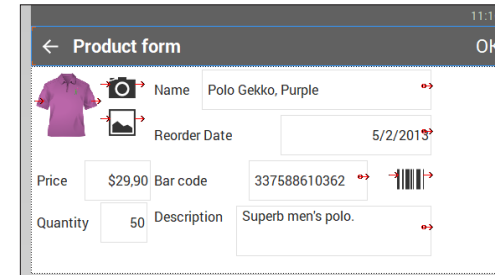 11:1
Product form
OK
Name Polo Gekko, Purple
Reorder Date 5/2/2013
Price $29,90 Bar code 337588610362
Quantity 50 Description Superb men's polo.